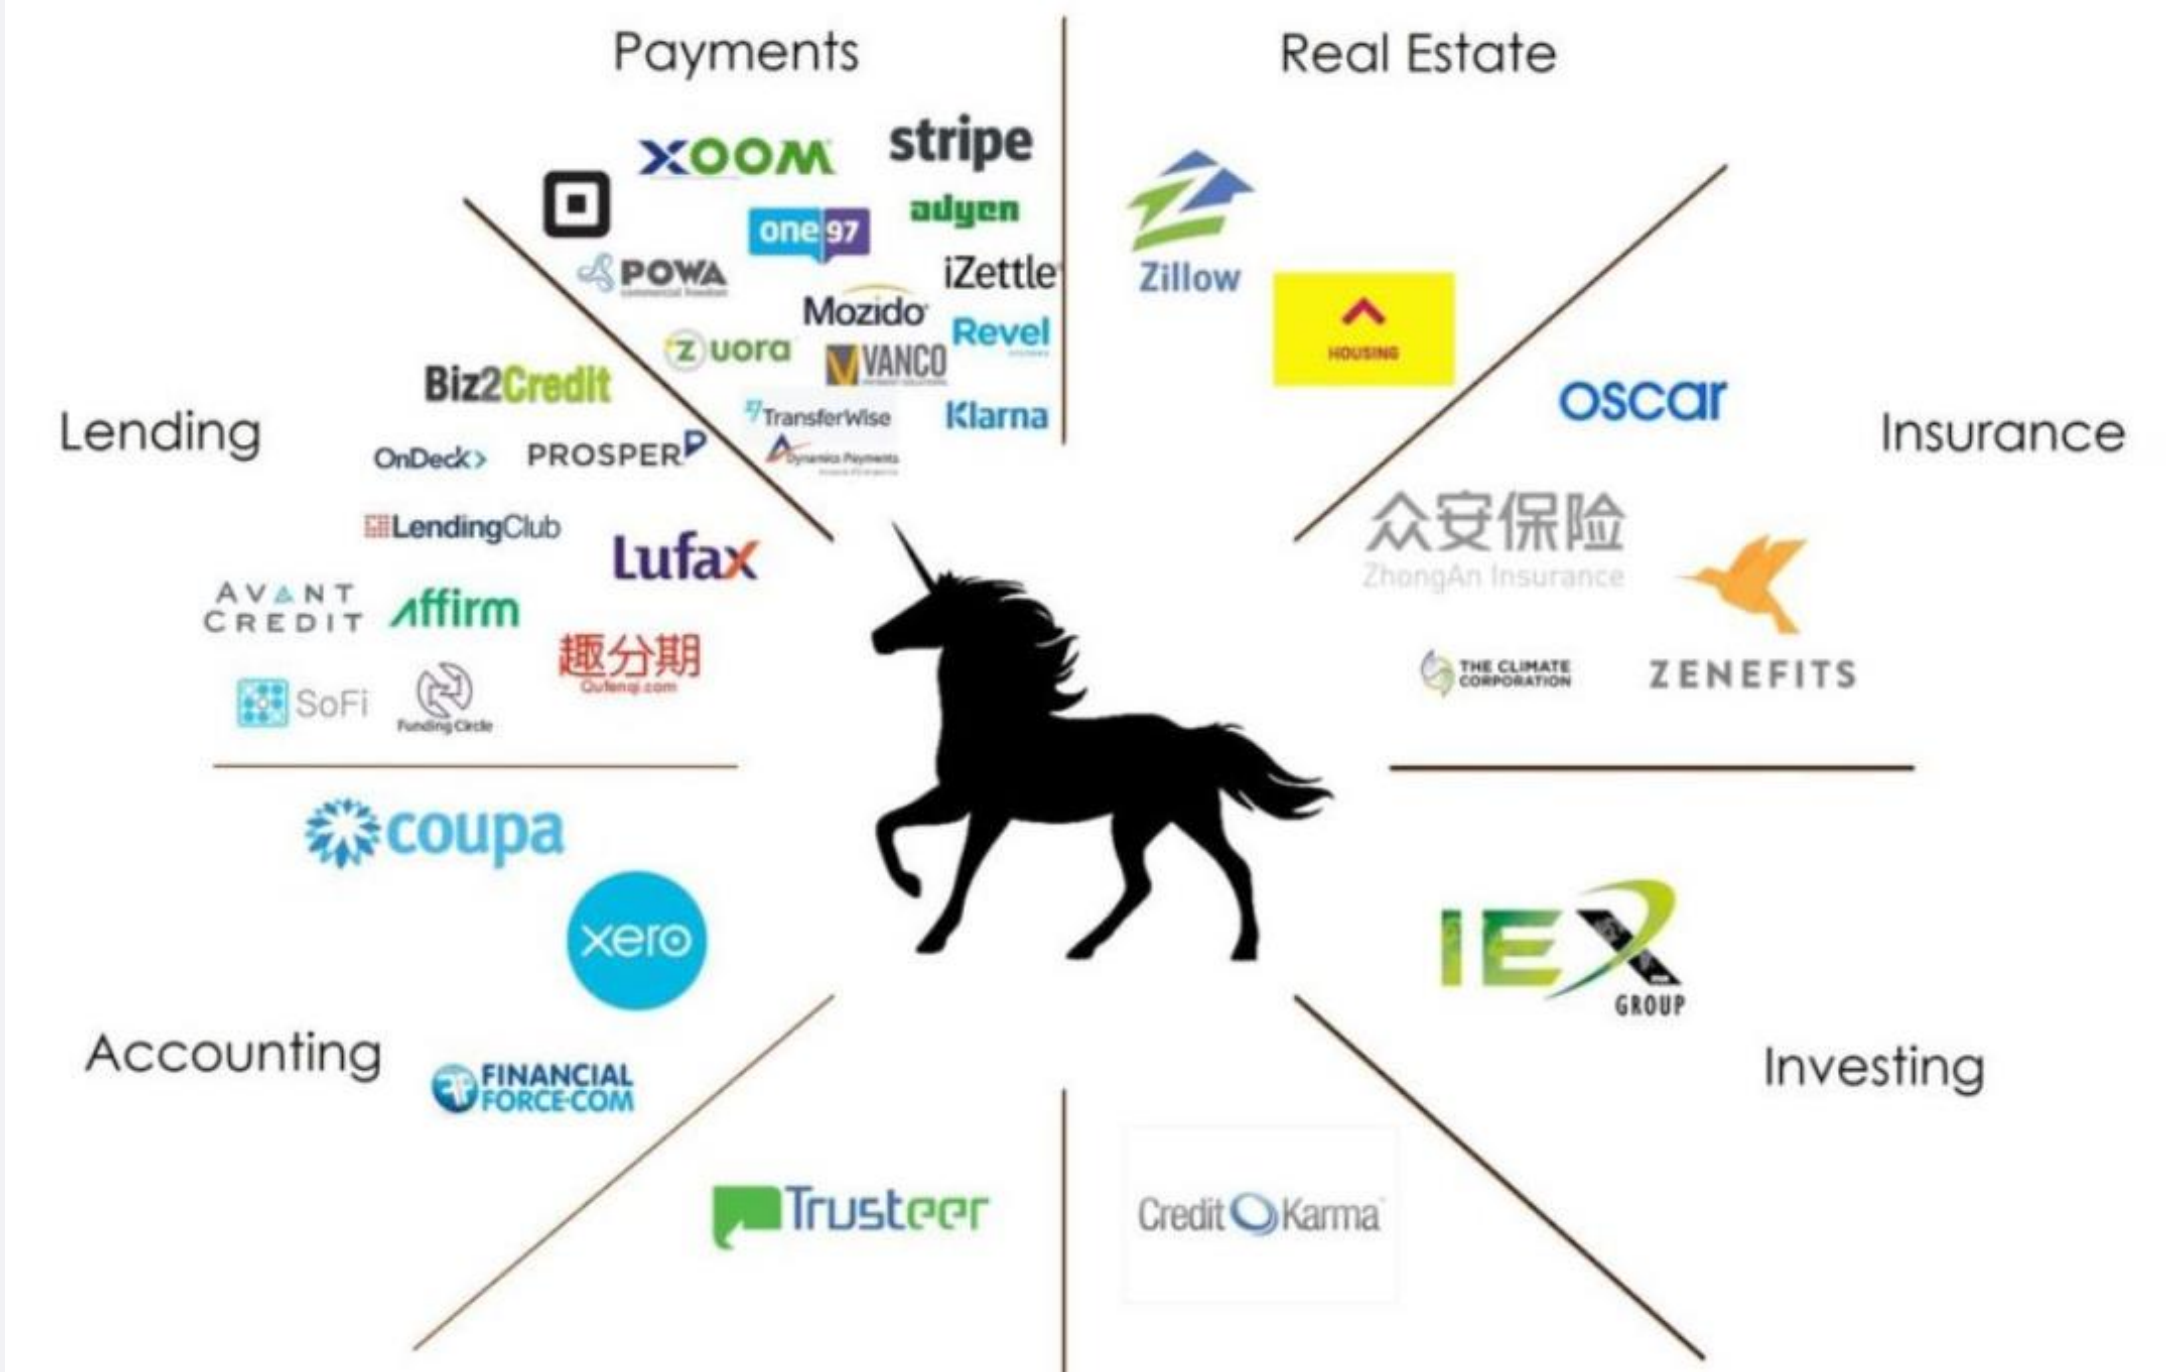 Payments
XOOM
stripe
one97
adyen
POWA
commercial freedom
iZettle
Mozido
Revel
zuora
VANCO
TransferWise
Klarna
Dynamics Payments
Real Estate
Zillow
HOUSING
Lending
Biz2Credit
OnDeck
PROSPER
LendingClub
Lufax
AVANT
CREDIT
affirm
趣分期
Qufenqi.com
SoFi
Funding Circle
oscar
Insurance
众安保险
ZhongAn Insurance
THE CLIMATE
CORPORATION
ZENEFITS
coupa
xero
Accounting
FINANCIAL
FORCE.COM
IEX
GROUP
Investing
Trusteer
Credit Karma